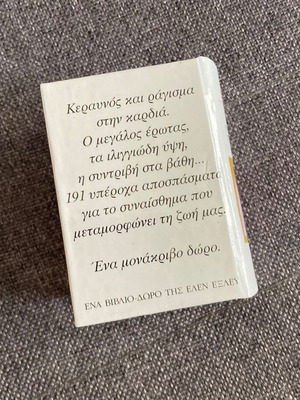 Κεραυνός και ράγισμα
στην καρδιά.
Ο μεγάλος έρωτας,
τα ιλιγγιώδη ύψη,
η συντριβή στα βάθη...
191 υπέροχα αποσπάσματα
για το συναίσθημα που
μεταμορφώνει τη ζωή μας.
Ένα μονάκριβο δώρο.
ΕΝΑ ΒΙΒΛΙΟ-ΔΩΡΟ ΤΗΣ ΕΛΕΝ ΕΞΛΕΥ